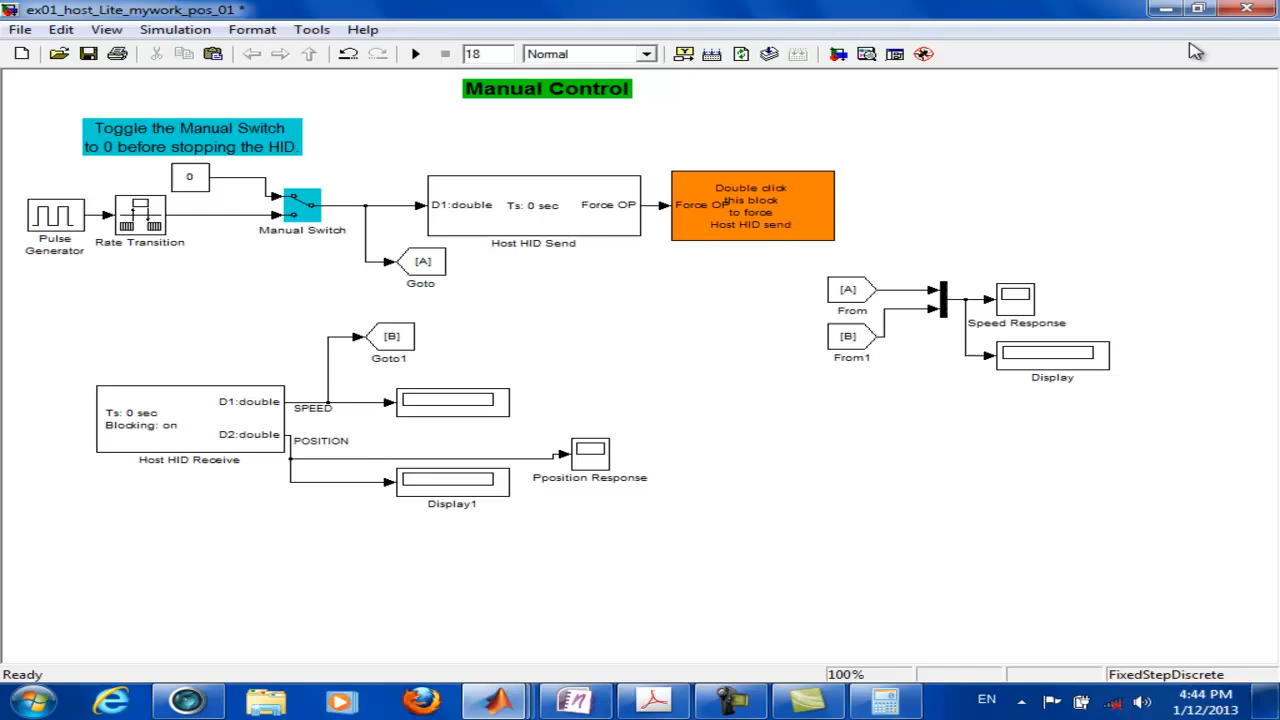 ex01_host_Lite_mywork_pos_01 *
File Edit View Simulation Format Tools Help
18 Normal
Manual Control
Toggle the Manual Switch
to 0 before stopping the HID.
0
Pulse
Generator
Rate Transition
Manual Switch
D1:double Ts: 0 sec Force OP
Host HID Send
Force OP
Double click
this block
to force
Host HID send
[A]
Goto
[A]
From
[B]
From1
Speed Response
Display
[B]
Goto1
Ts: 0 sec
Blocking: on
D1:double
D2:double
Host HID Receive
SPEED
POSITION
Pposition Response
Display1
Ready 100% FixedStepDiscrete
EN
4:44 PM
1/12/2013